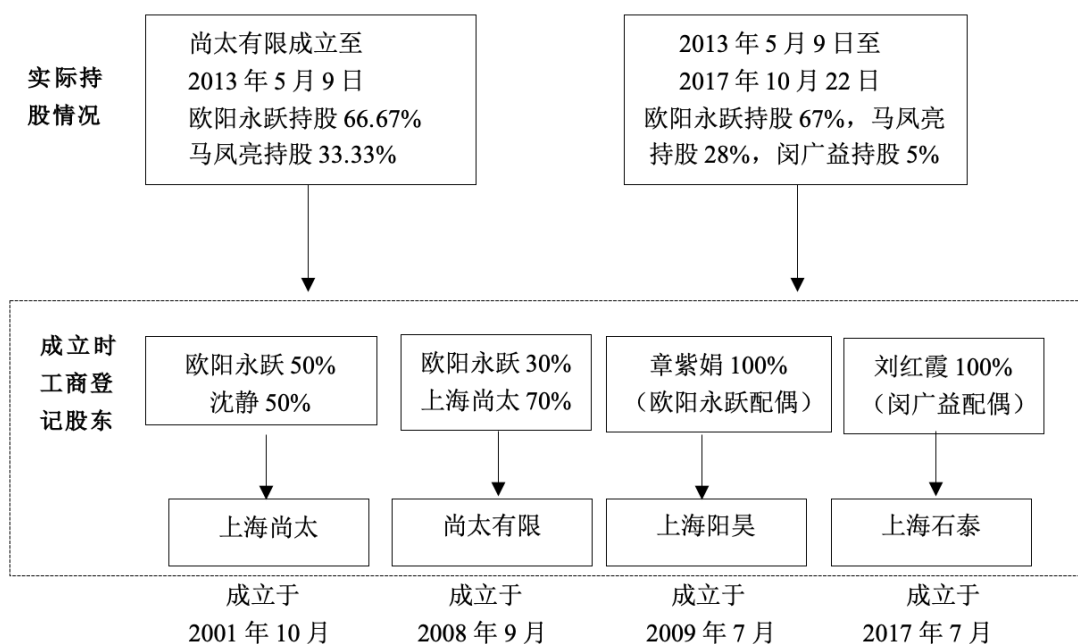 实际持
股情况
尚太有限成立至
2013 年 5 月 9 日
欧阳永跃持股 66.67%
马凤亮持股 33.33%
2013 年 5 月 9 日至
2017 年 10 月 22 日
欧阳永跃持股 67%，马凤亮
持股 28%，闵广益持股 5%
成立时
工商登
记股东
欧阳永跃 50%
沈静 50%
欧阳永跃 30%
上海尚太 70%
章紫娟 100%
（欧阳永跃配偶）
刘红霞 100%
（闵广益配偶）
上海尚太
尚太有限
上海阳昊
上海石泰
成立于
2001 年 10 月
成立于
2008 年 9 月
成立于
2009 年 7 月
成立于
2017 年 7 月